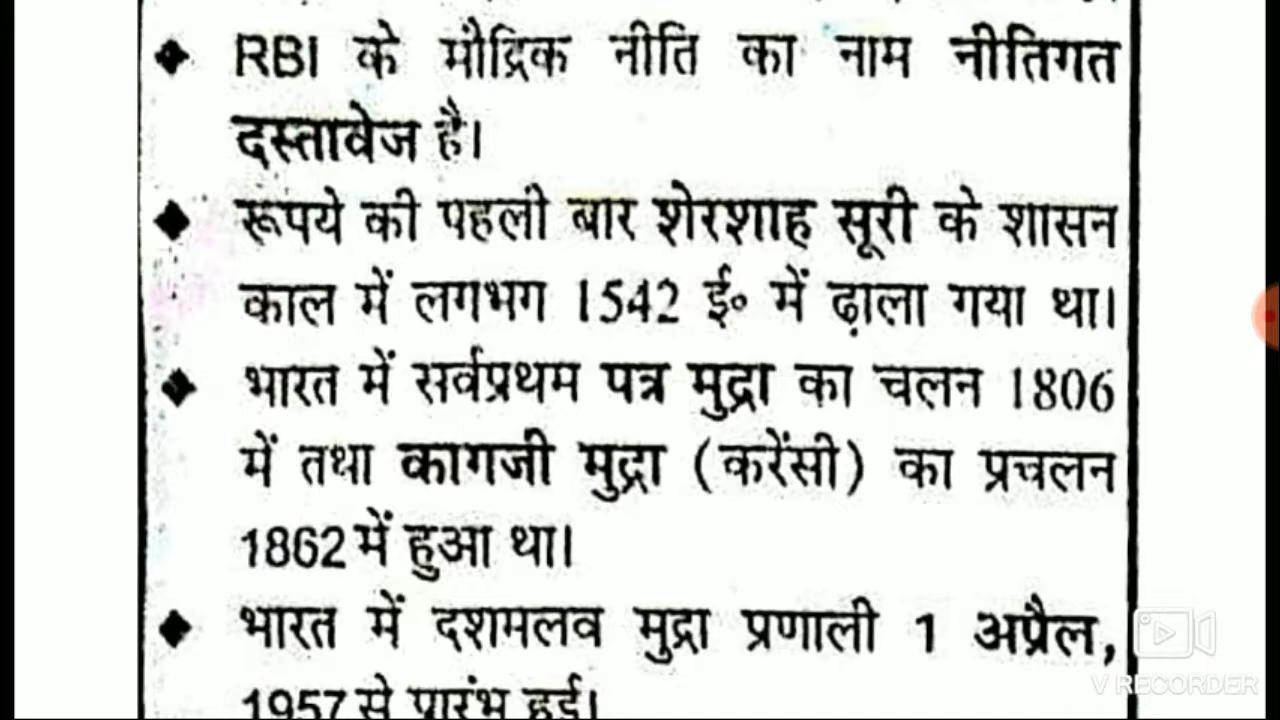 ◆ RBI के मौद्रिक नीति का नाम नीतिगत
दस्तावेज है।
◆ रूपये की पहली बार शेरशाह सूरी के शासन
काल में लगभग 1542 ई॰ में ढ़ाला गया था।
◆ भारत में सर्वप्रथम पत्र मुद्रा का चलन 1806
में तथा कागजी मुद्रा (करेंसी) का प्रचलन
1862 में हुआ था।
◆ भारत में दशमलव मुद्रा प्रणाली 1 अप्रैल,
1957 से प्रारंभ हुई।
V RECORDER